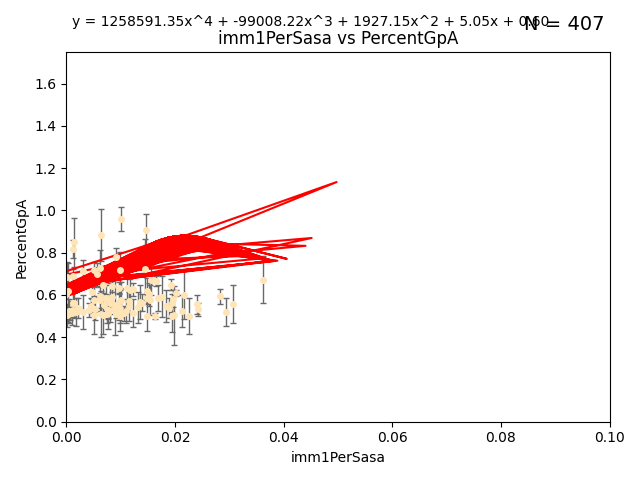 y = 1258591.35x^4 + -99008.22x^3 + 1927.15x^2 + 5.05x + 0.60
N = 407
imm1PerSasa vs PercentGpA
PercentGpA
1.6
1.4
1.2
1.0
0.8
0.6
0.4
0.2
0.0
0.00 0.02 0.04 0.06 0.08 0.10
imm1PerSasa